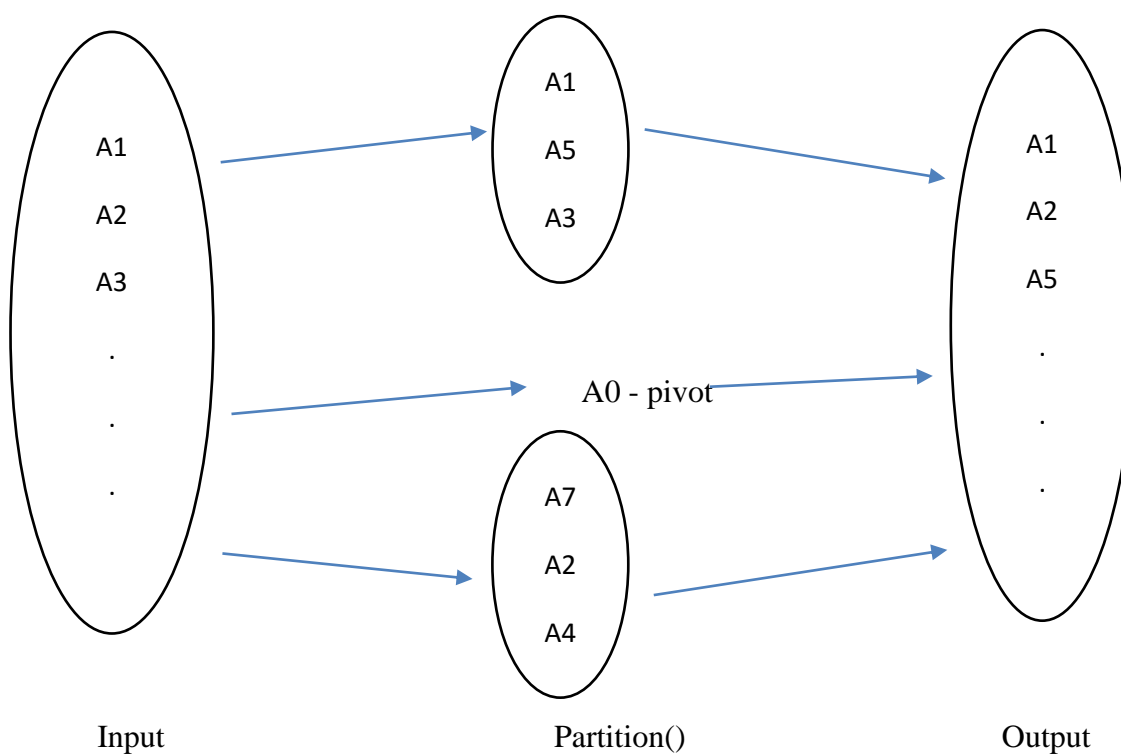 A1
A2
A3
.
.
.
Input
A1
A5
A3
A0 - pivot
A7
A2
A4
Partition()
A1
A2
A5
.
.
.
Output